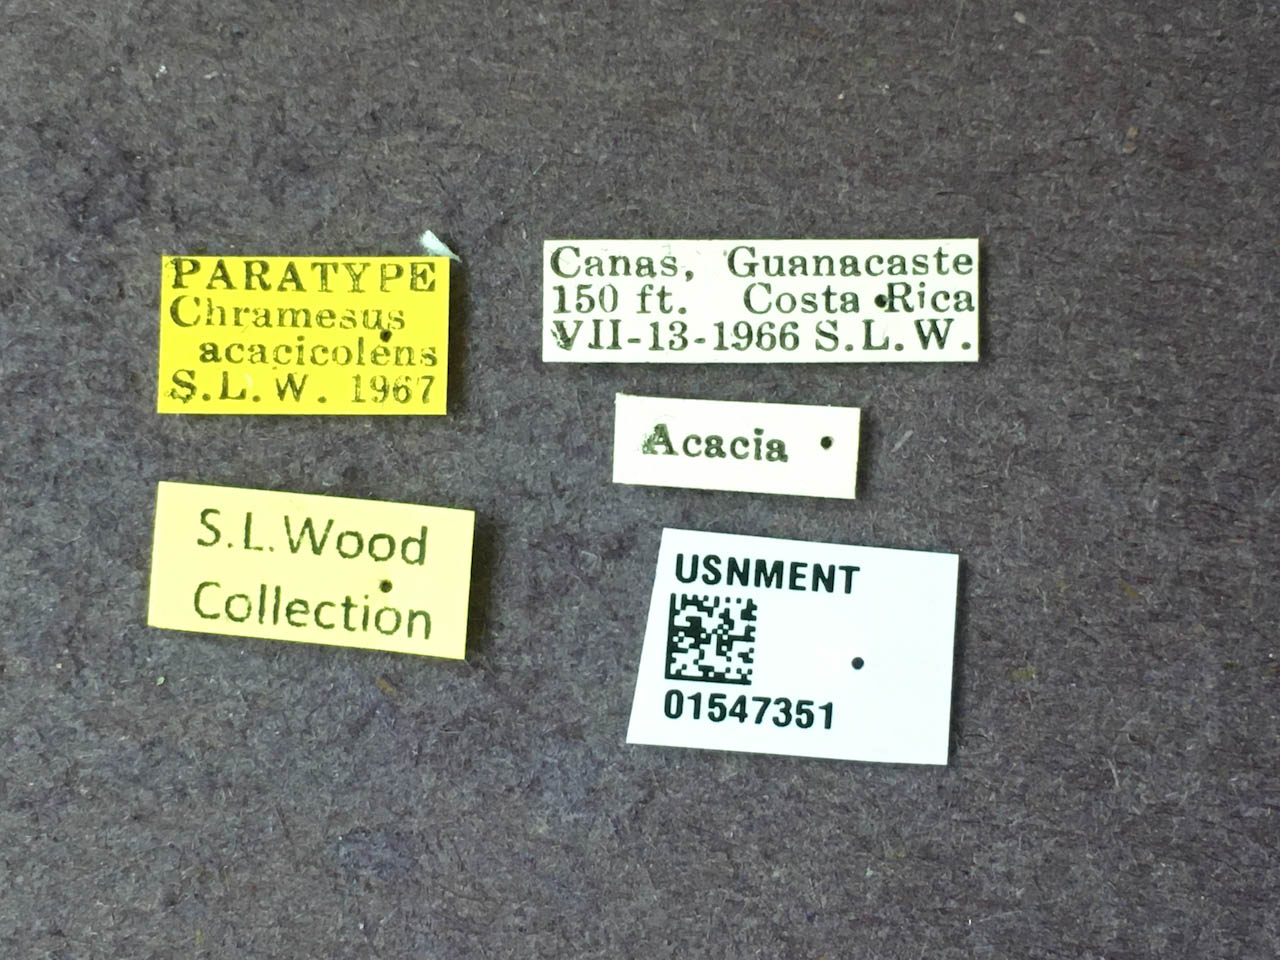 PARATYPE
Chramesus
acacicolens
S.L.W. 1967
Canas, Guanacaste
150 ft. Costa Rica
VII-13-1966 S.L.W.
Acacia
S.L.Wood
Collection
USNMENT
01547351